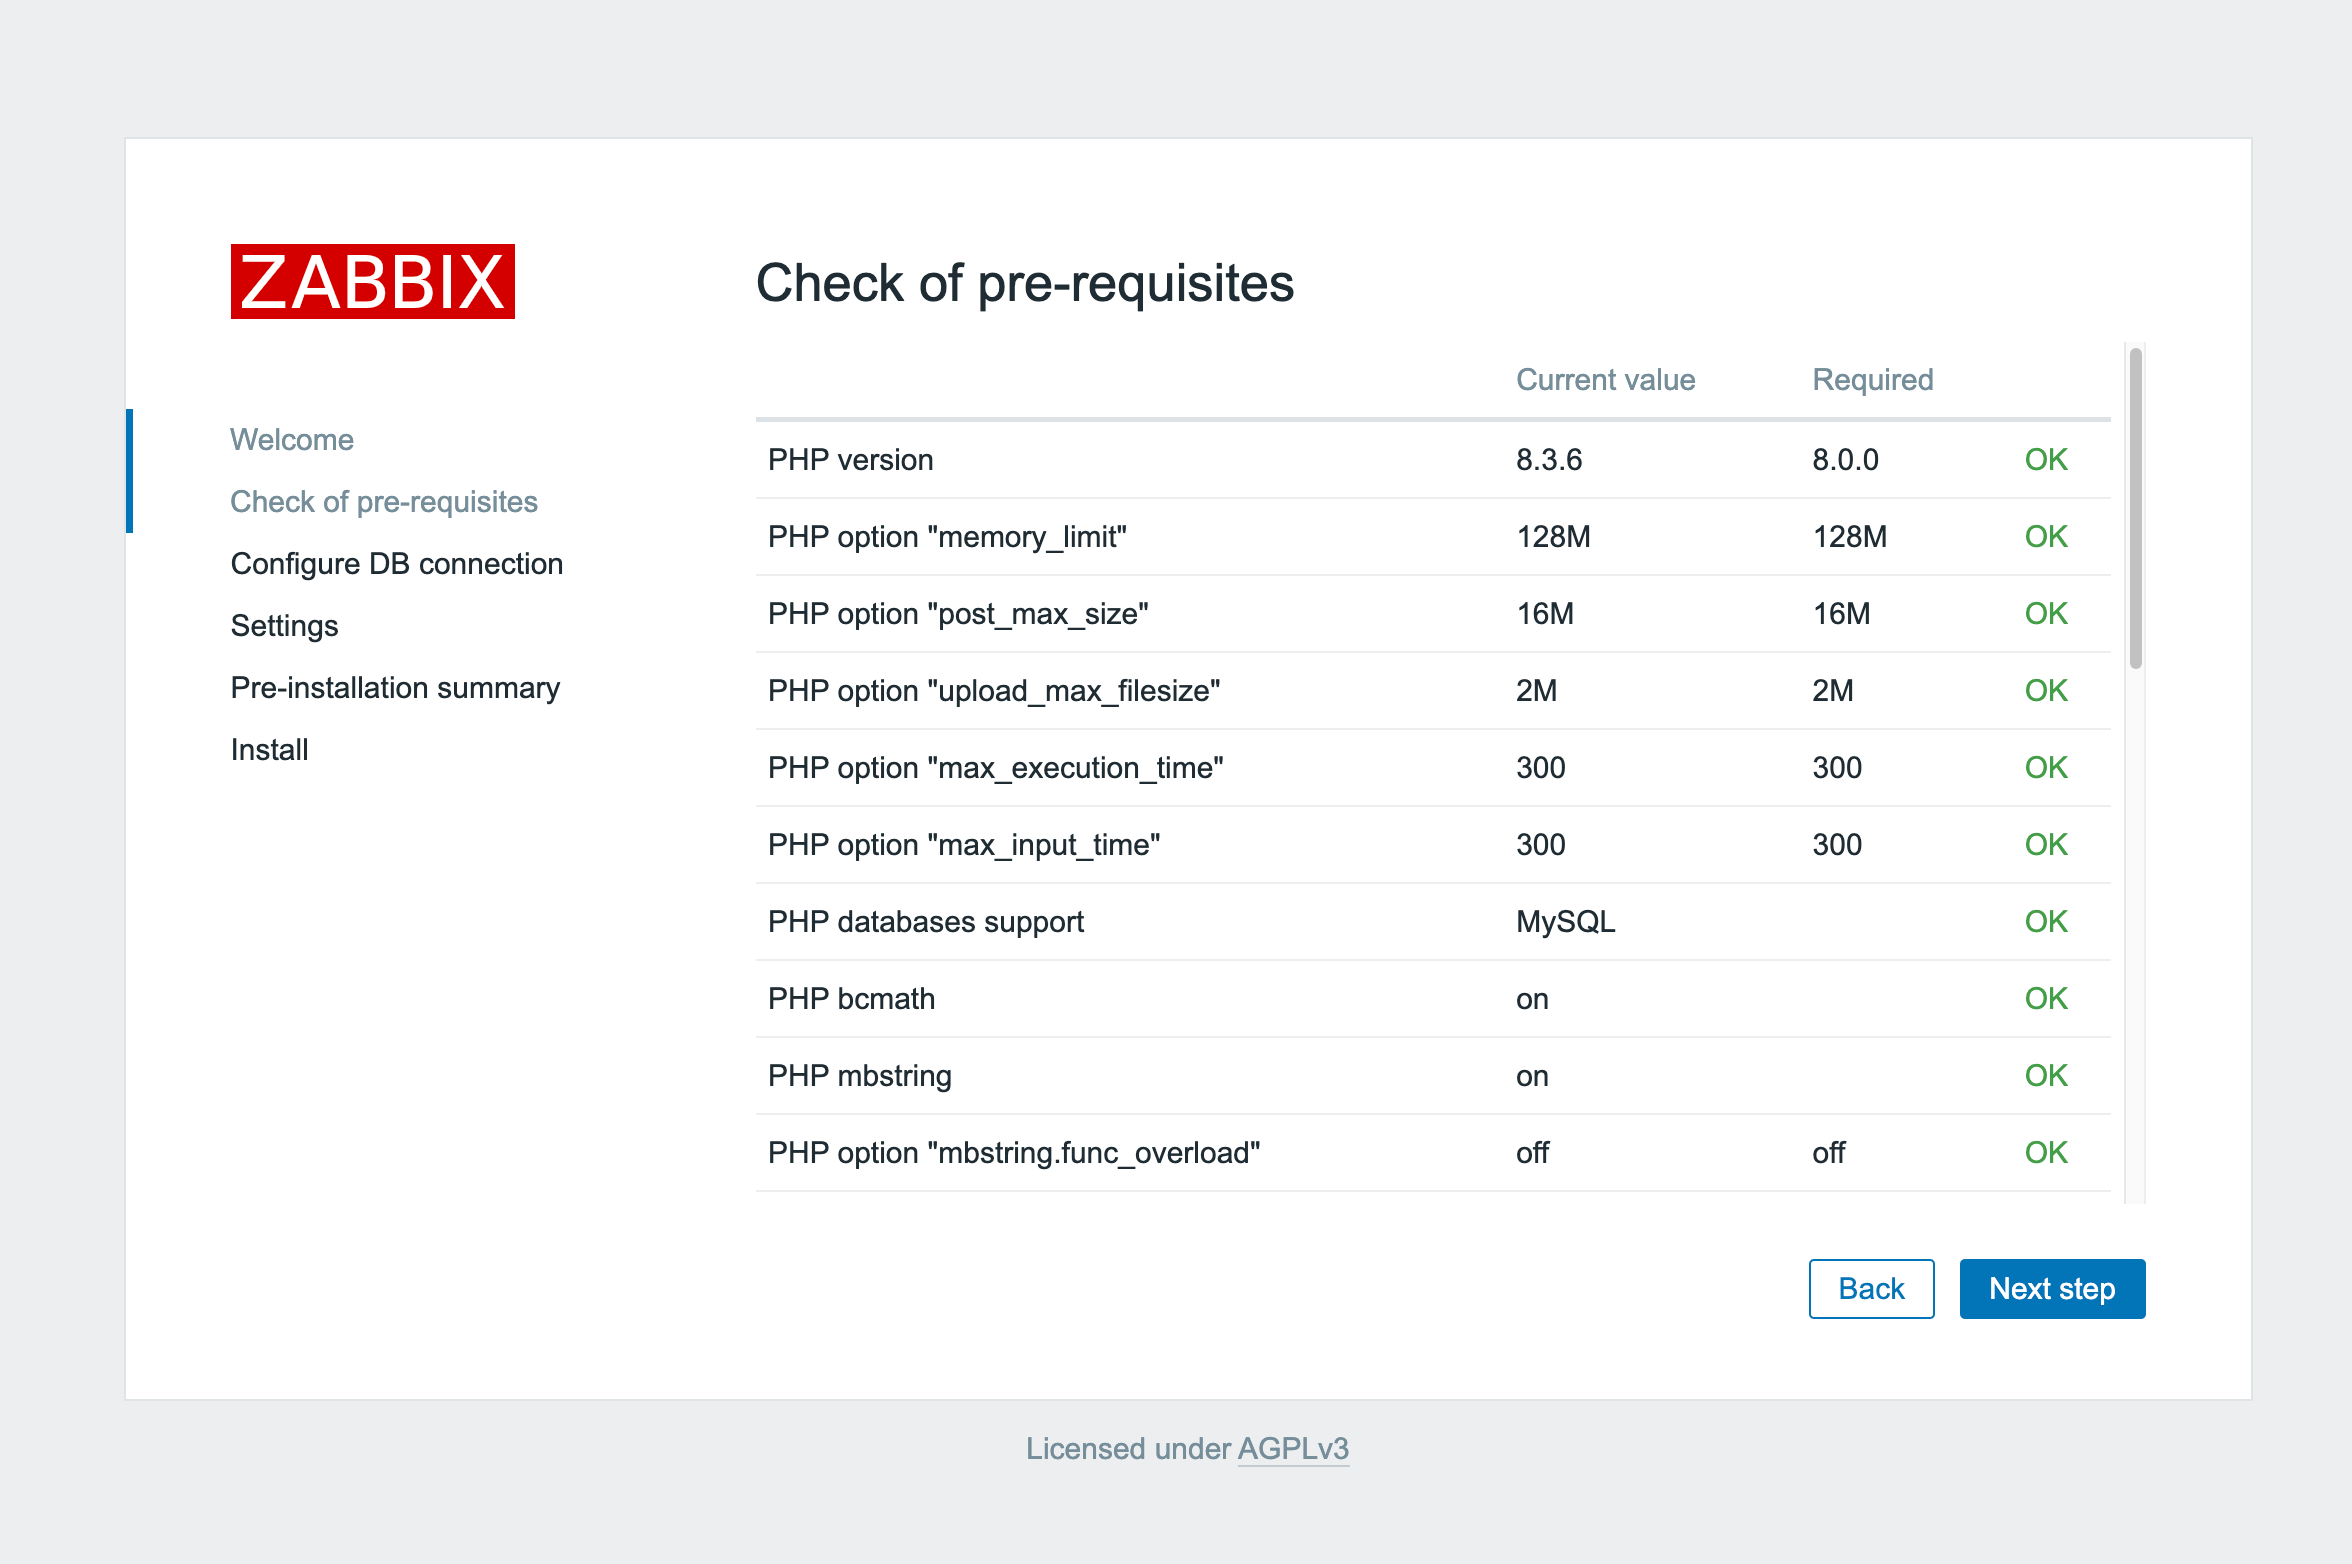 ZABBIX
Welcome
Check of pre-requisites
Configure DB connection
Settings
Pre-installation summary
Install
Check of pre-requisites
Current value Required
PHP version 8.3.6 8.0.0 OK
PHP option "memory_limit" 128M 128M OK
PHP option "post_max_size" 16M 16M OK
PHP option "upload_max_filesize" 2M 2M OK
PHP option "max_execution_time" 300 300 OK
PHP option "max_input_time" 300 300 OK
PHP databases support MySQL OK
PHP bcmath on OK
PHP mbstring on OK
PHP option "mbstring.func_overload" off off OK
Back Next step
Licensed under AGPLv3